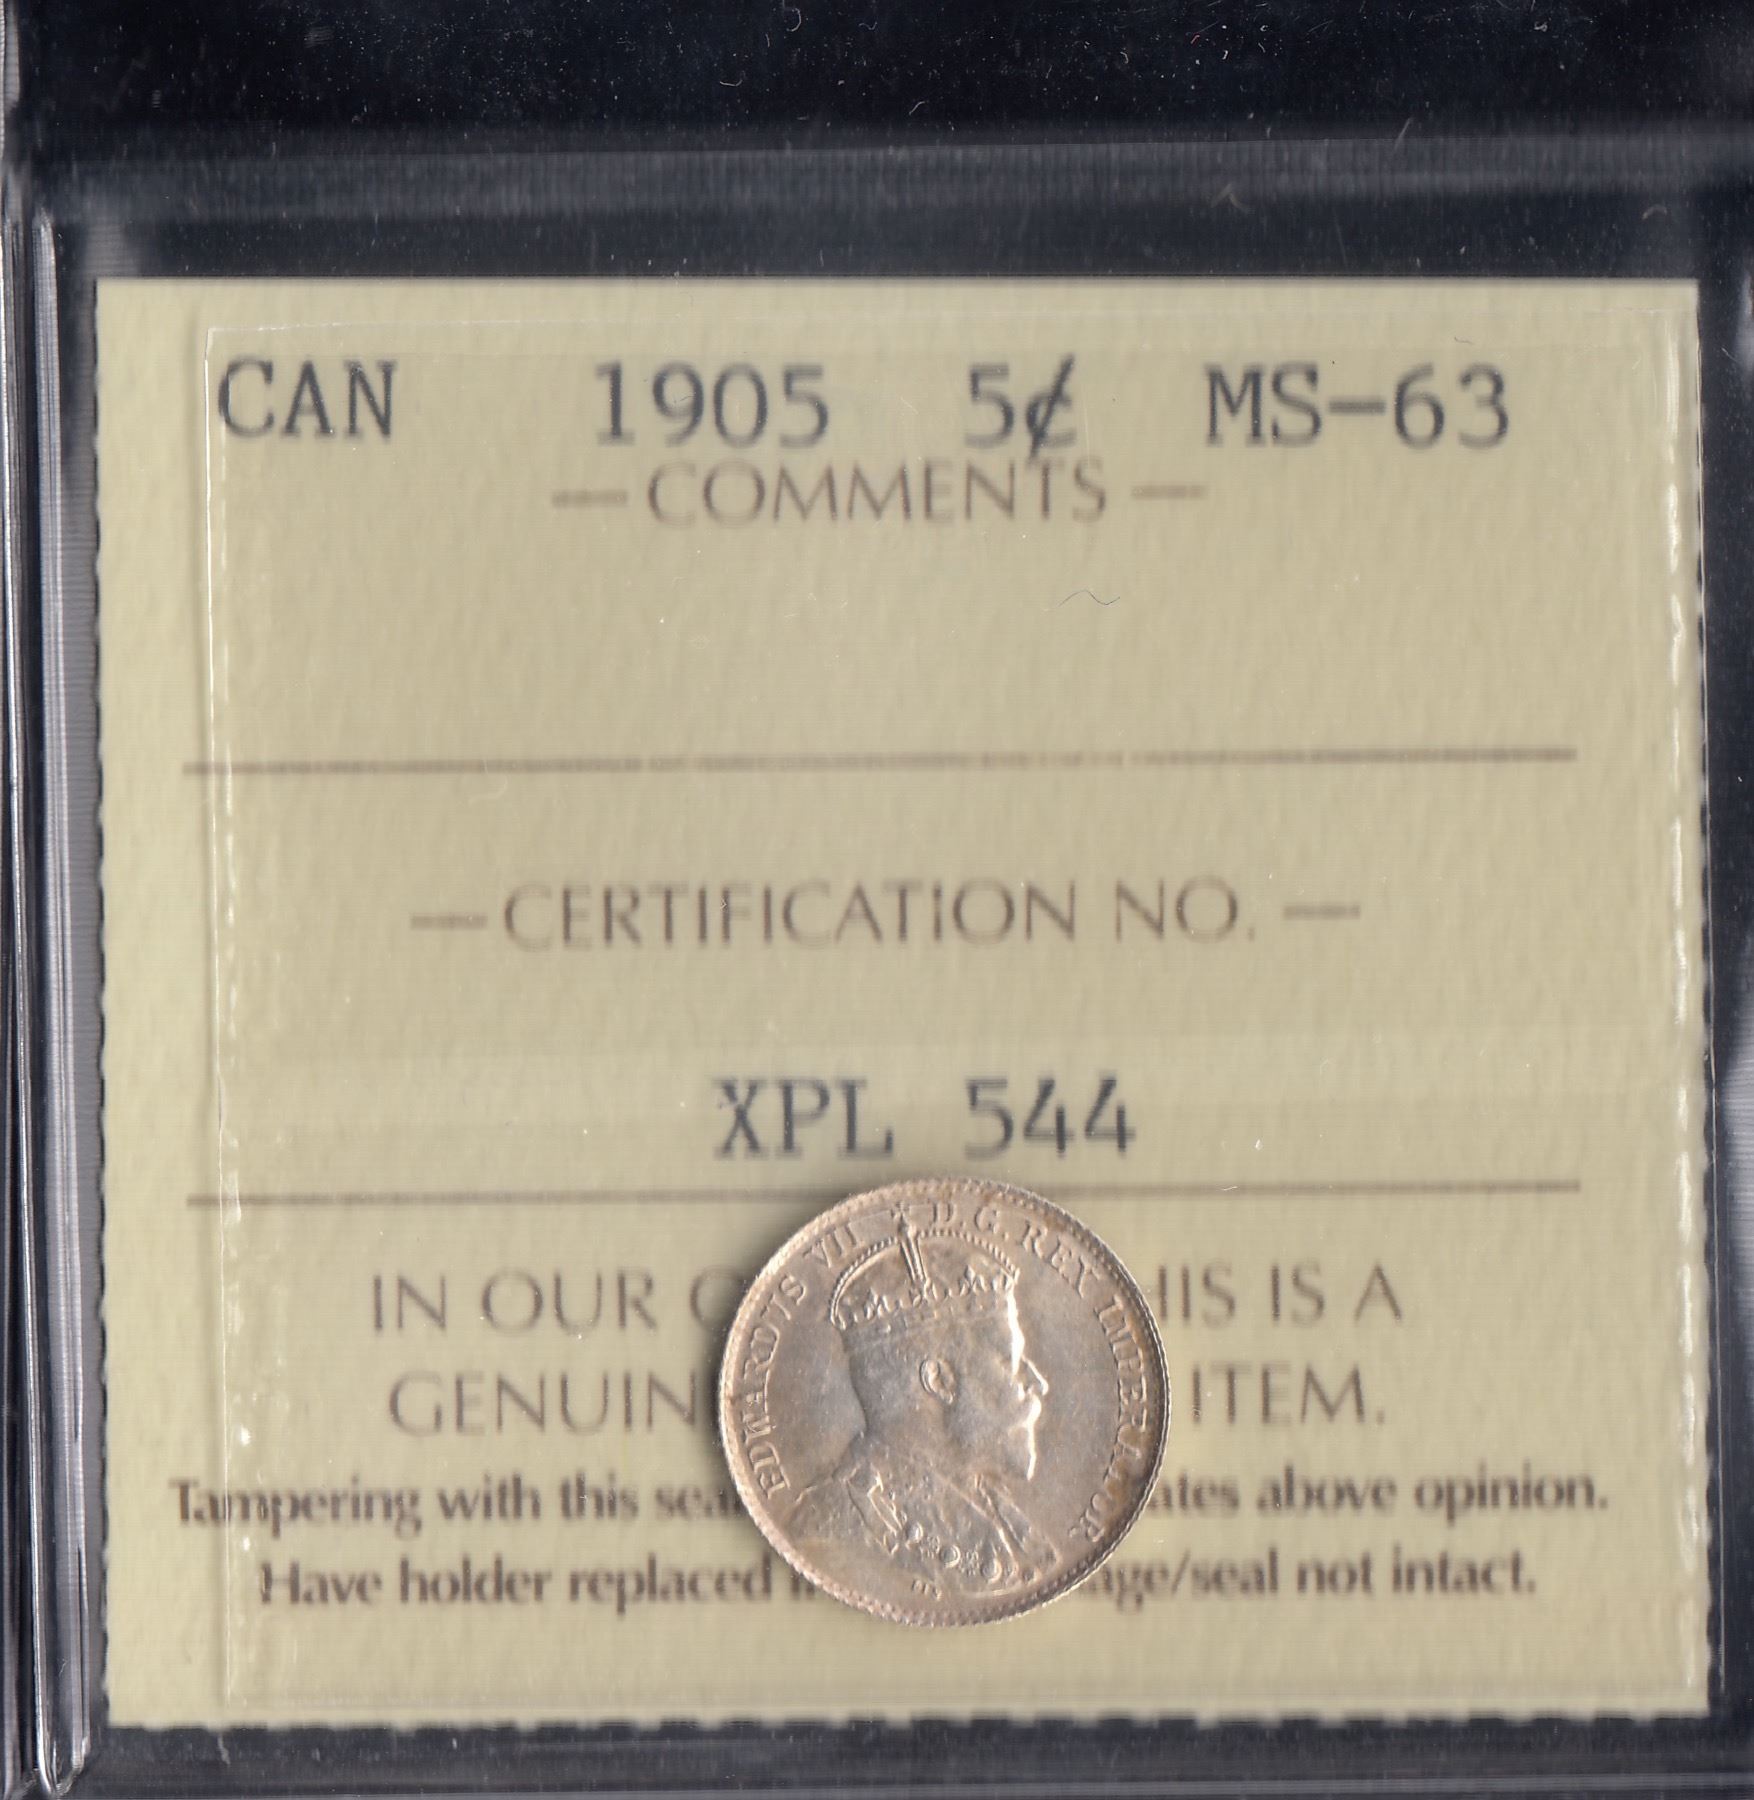 CAN 1905 5¢ MS-63
— COMMENTS —
— CERTIFICATION NO. —
XPL 544
IN OUR HIS IS A
GENUIN ITEM.
Tampering with this sea ates above opinion.
Have holder replaced age/seal not intact.
EDWARDVS VII D.G. REX IMPERATOR